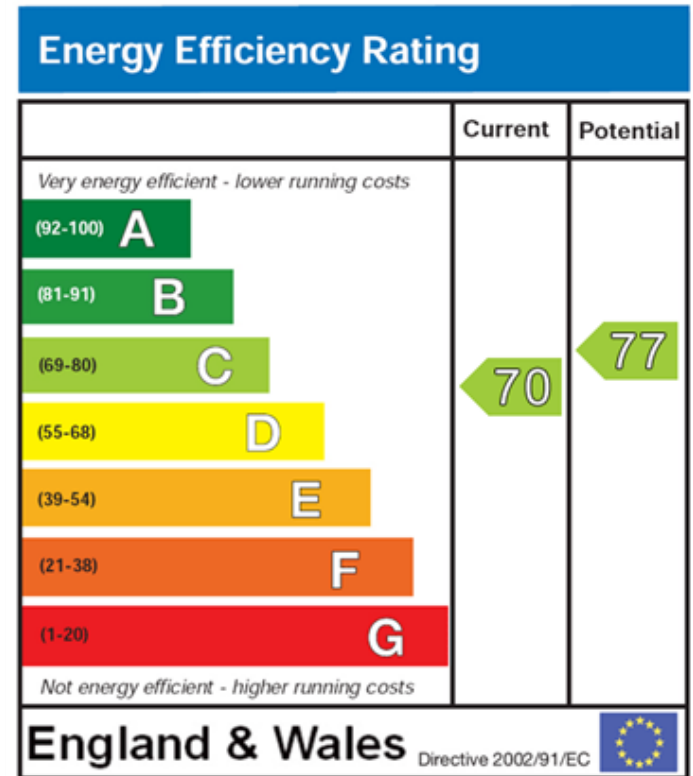 Energy Efficiency Rating
Current Potential
Very energy efficient - lower running costs
(92-100) A
(81-91) B
(69-80) C
70
77
(55-68) D
(39-54) E
(21-38) F
(1-20) G
Not energy efficient - higher running costs
England & Wales Directive 2002/91/EC